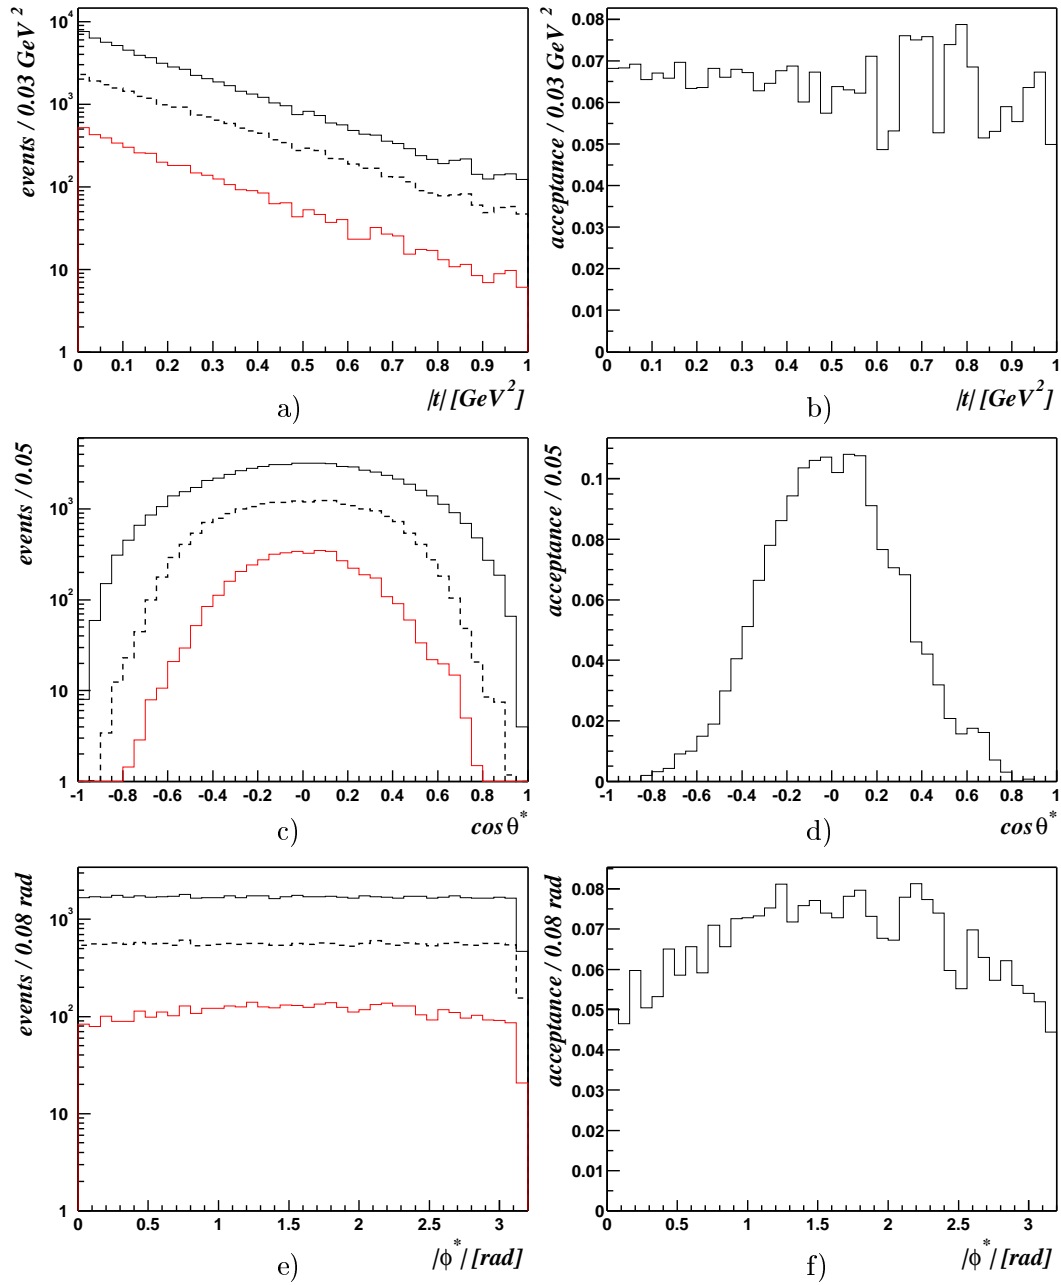 events / 0.03 GeV 2
10 4
10 3
10 2
10
1
0 0.1 0.2 0.3 0.4 0.5 0.6 0.7 0.8 0.9 1
|t| [GeV 2]
a)
acceptance / 0.03 GeV 2
0.08
0.07
0.06
0.05
0.04
0.03
0.02
0.01
0
0 0.1 0.2 0.3 0.4 0.5 0.6 0.7 0.8 0.9 1
|t| [GeV 2]
b)
events / 0.05
10 3
10 2
10
1
-1 -0.8 -0.6 -0.4 -0.2 -0 0.2 0.4 0.6 0.8 1
cos θ*
c)
acceptance / 0.05
0.1
0.08
0.06
0.04
0.02
0
-1 -0.8 -0.6 -0.4 -0.2 -0 0.2 0.4 0.6 0.8 1
cos θ*
d)
events / 0.08 rad
10 3
10 2
10
1
0 0.5 1 1.5 2 2.5 3
|ϕ*| [rad]
e)
acceptance / 0.08 rad
0.08
0.07
0.06
0.05
0.04
0.03
0.02
0.01
0
0 0.5 1 1.5 2 2.5 3
|ϕ*| [rad]
f)